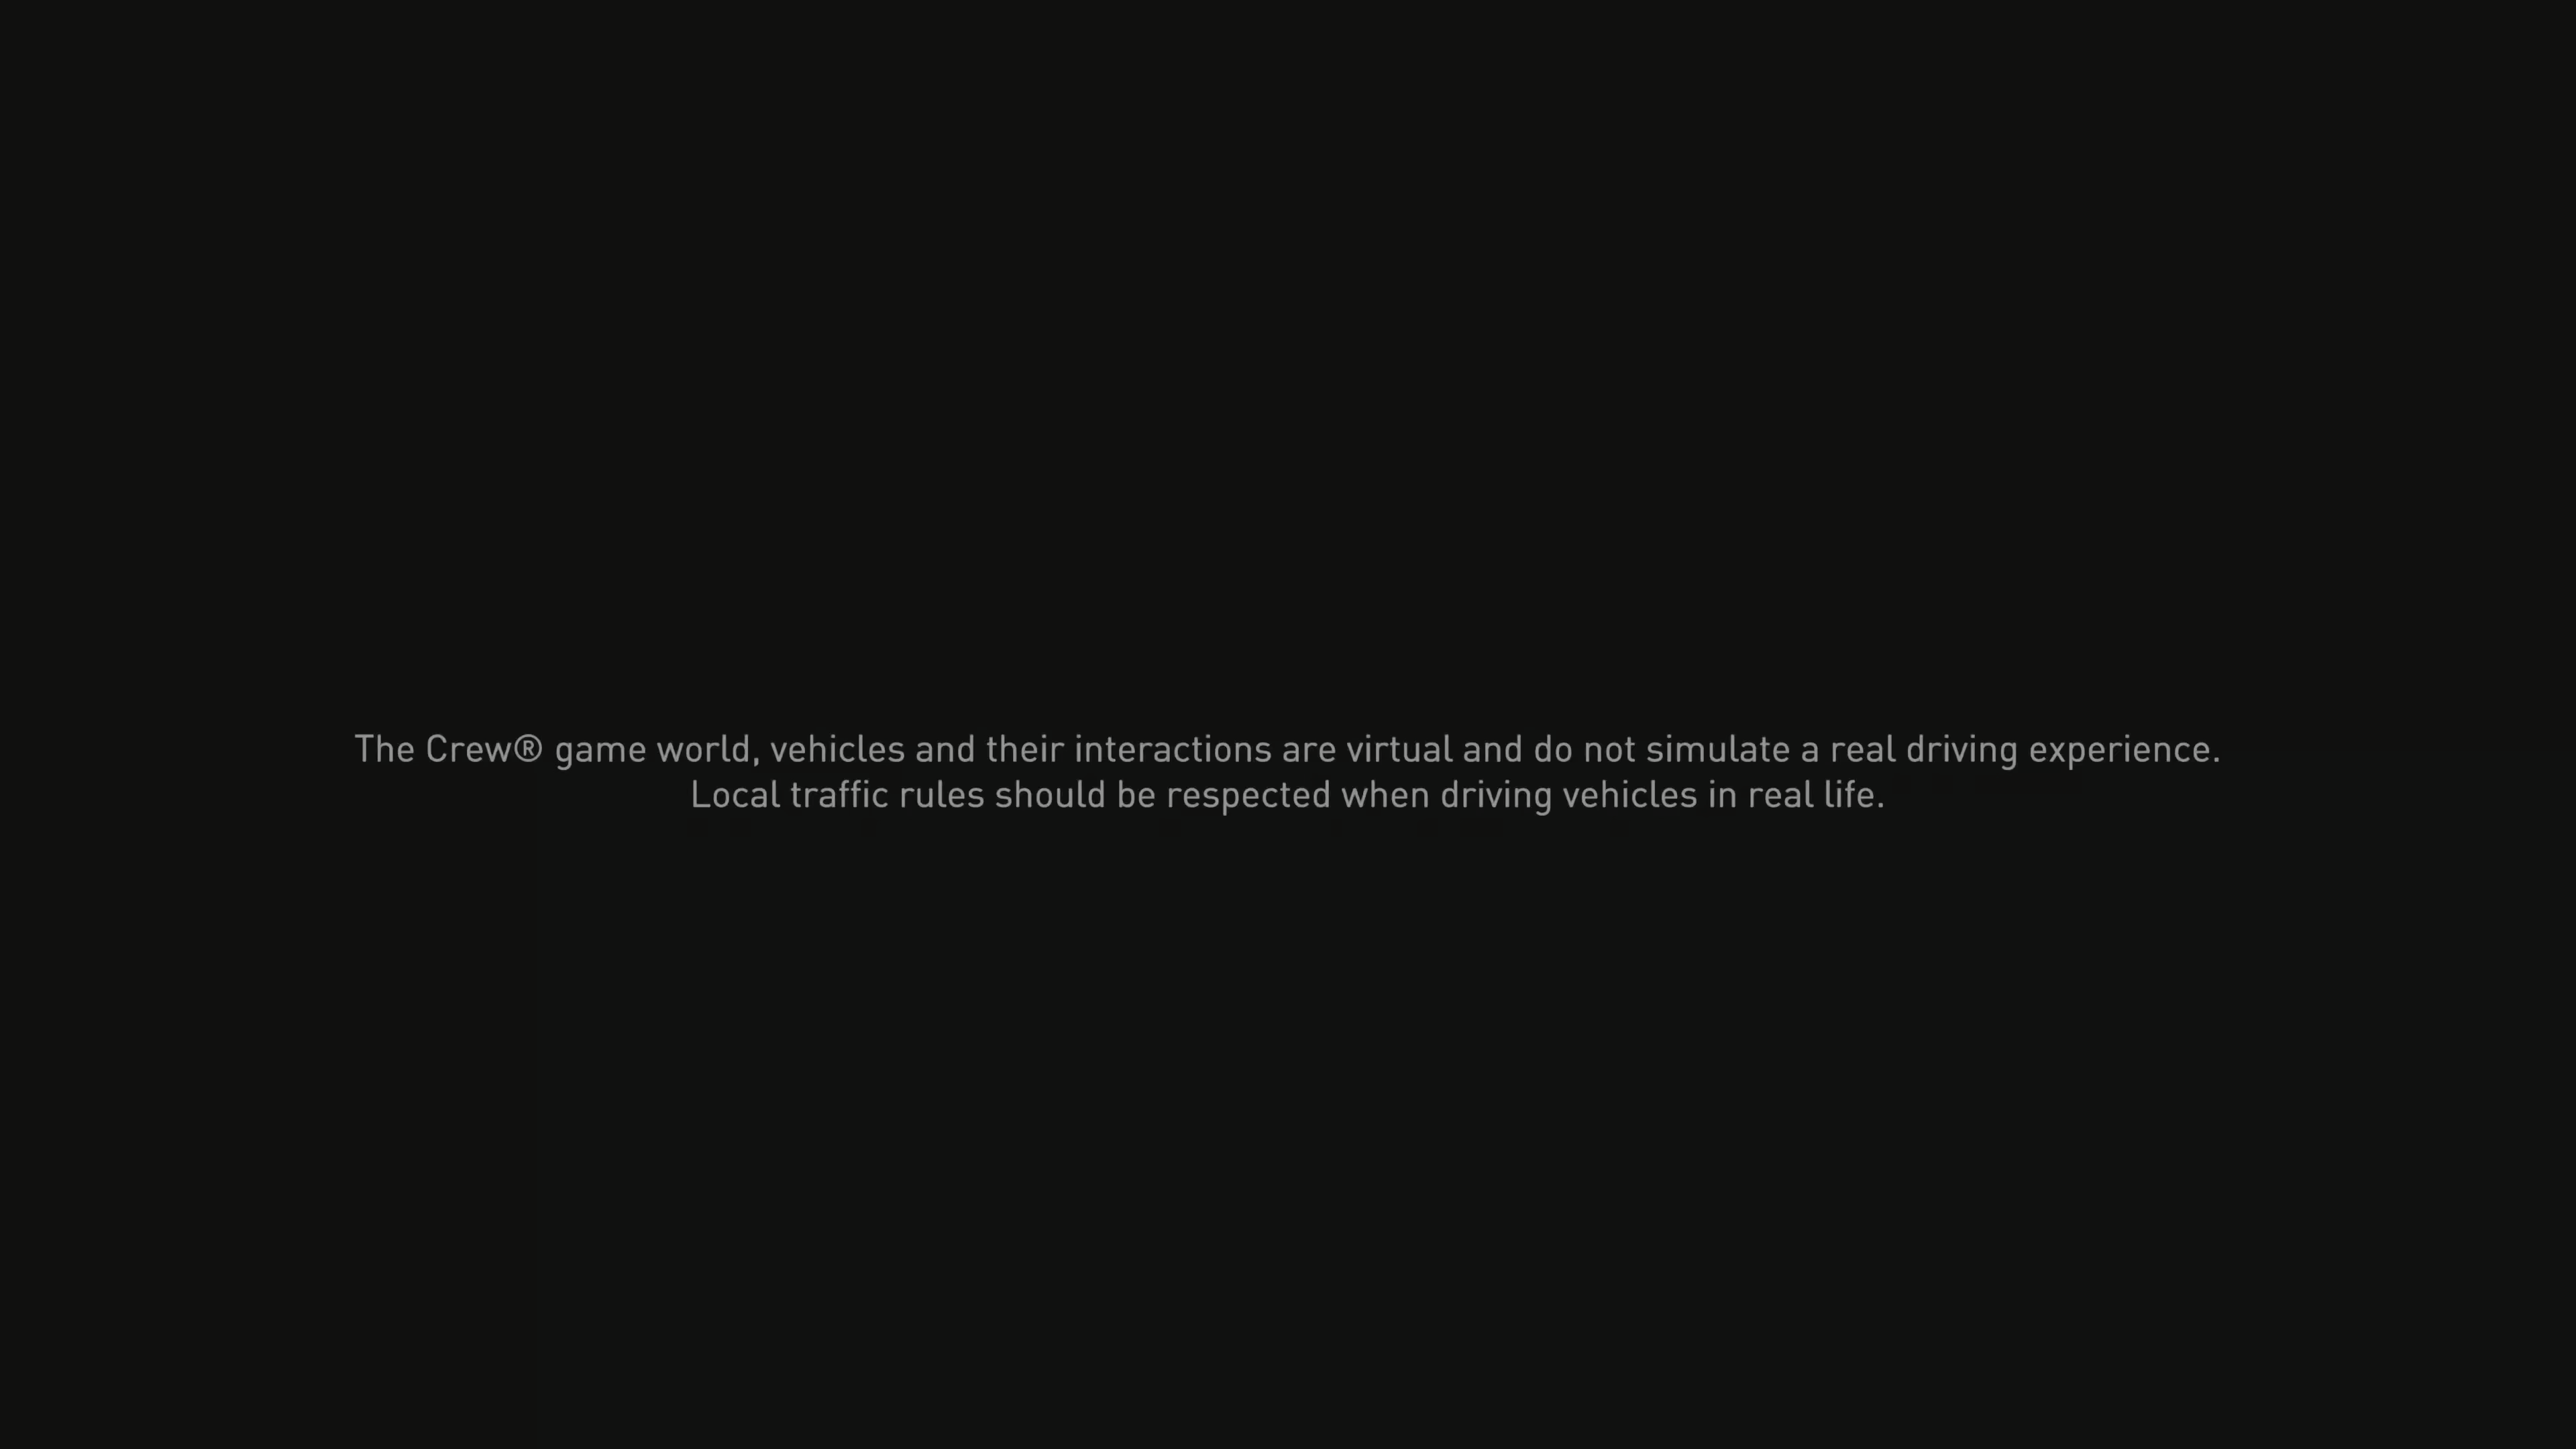 The Crew® game world, vehicles and their interactions are virtual and do not simulate a real driving experience.
Local traffic rules should be respected when driving vehicles in real life.